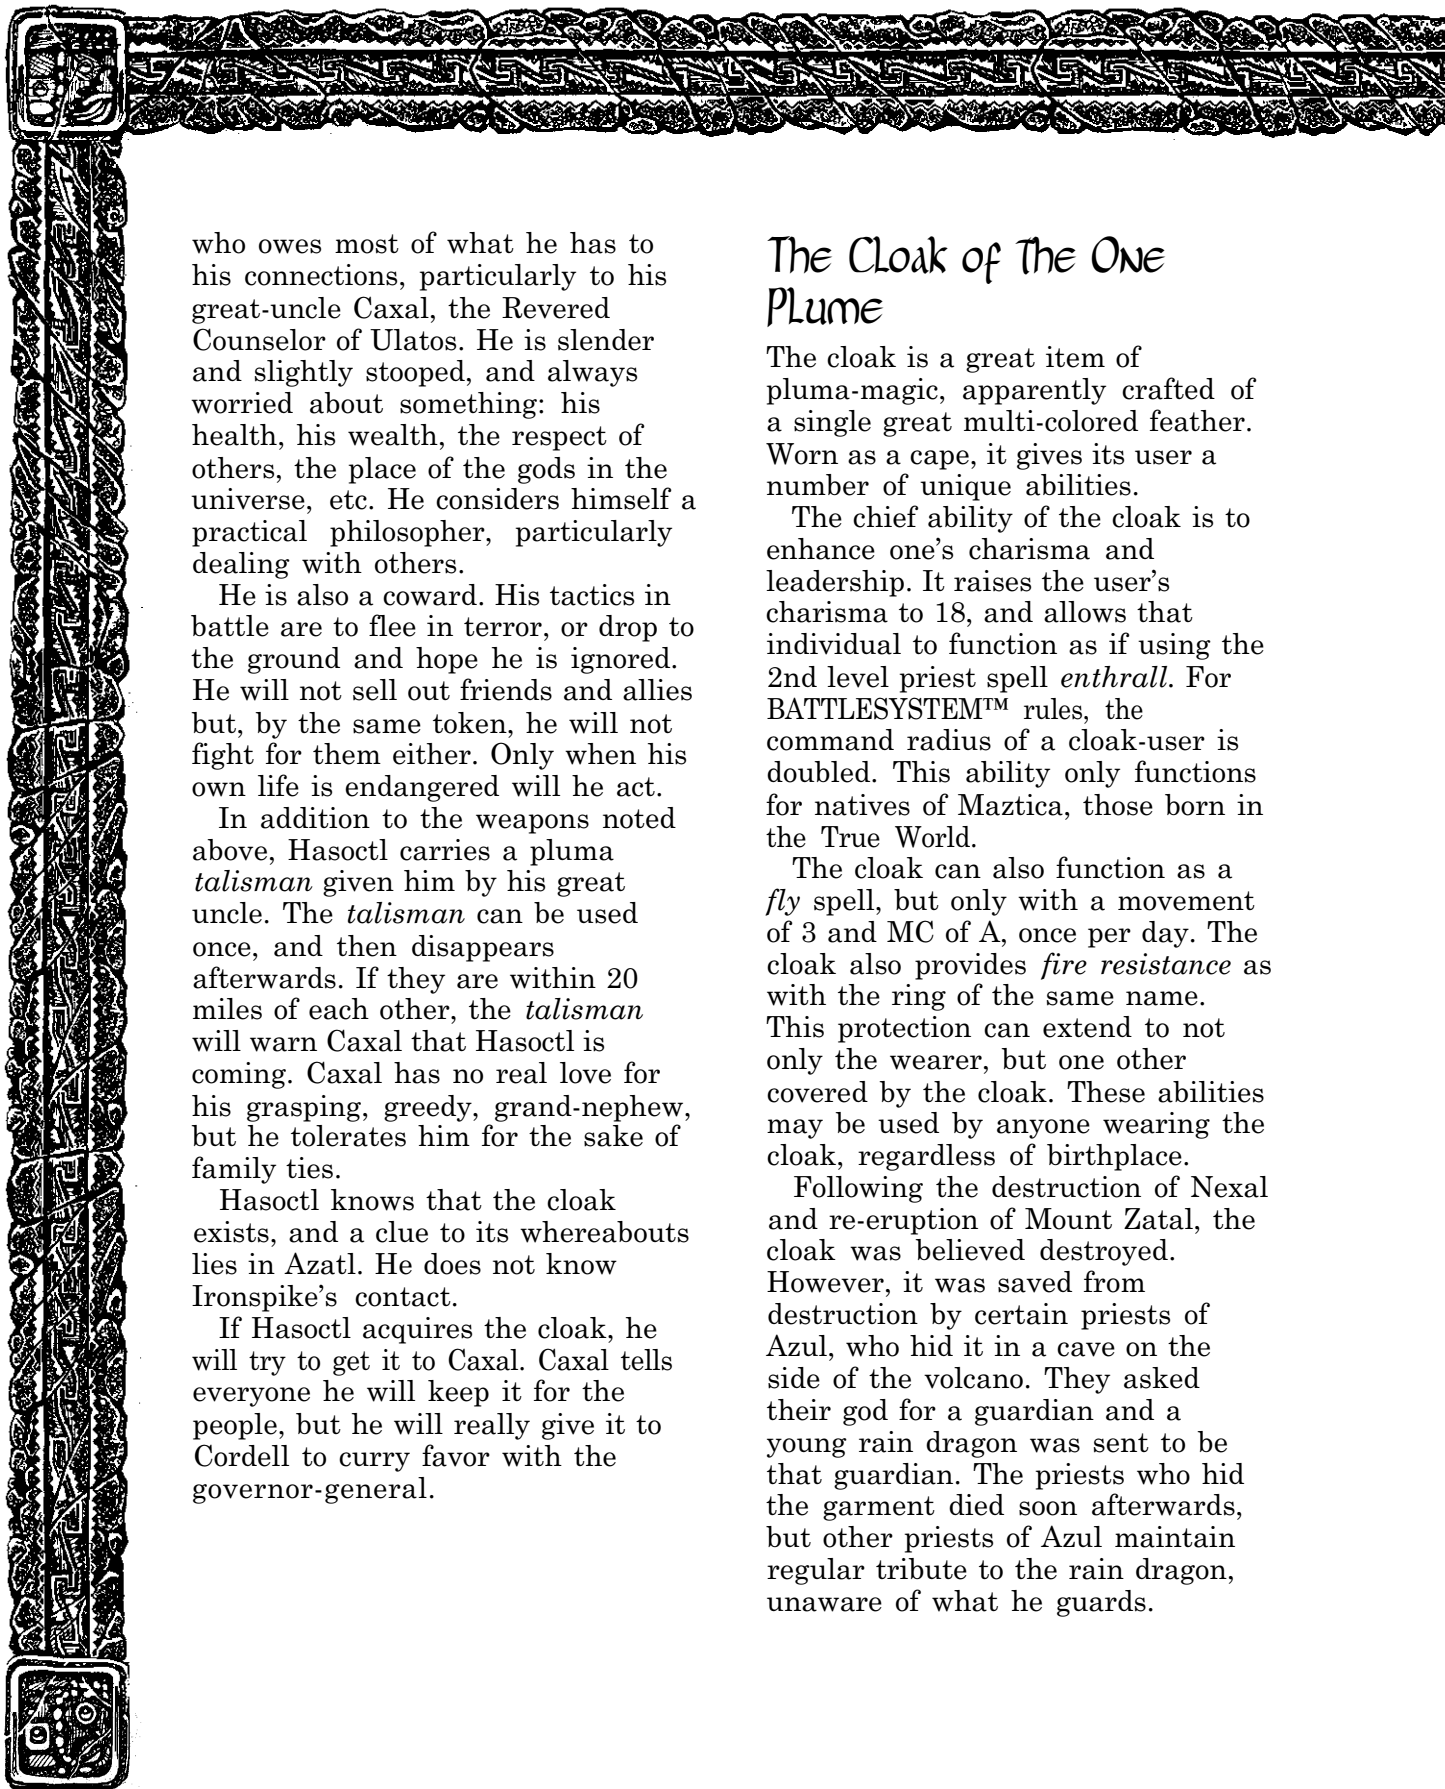 who owes most of what he has to
his connections, particularly to his
great-uncle Caxal, the Revered
Counselor of Ulatos. He is slender
and slightly stooped, and always
worried about something: his
health, his wealth, the respect of
others, the place of the gods in the
universe, etc. He considers himself a
practical philosopher, particularly
dealing with others.
He is also a coward. His tactics in
battle are to flee in terror, or drop to
the ground and hope he is ignored.
He will not sell out friends and allies
but, by the same token, he will not
fight for them either. Only when his
own life is endangered will he act.
In addition to the weapons noted
above, Hasoctl carries a pluma
talisman given him by his great
uncle. The talisman can be used
once, and then disappears
afterwards. If they are within 20
miles of each other, the talisman
will warn Caxal that Hasoctl is
coming. Caxal has no real love for
his grasping, greedy, grand-nephew,
but he tolerates him for the sake of
family ties.
Hasoctl knows that the cloak
exists, and a clue to its whereabouts
lies in Azatl. He does not know
Ironspike's contact.
If Hasoctl acquires the cloak, he
will try to get it to Caxal. Caxal tells
everyone he will keep it for the
people, but he will really give it to
Cordell to curry favor with the
governor-general.
The Cloak of The One
Plume
The cloak is a great item of
pluma-magic, apparently crafted of
a single great multi-colored feather.
Worn as a cape, it gives its user a
number of unique abilities.
The chief ability of the cloak is to
enhance one's charisma and
leadership. It raises the user's
charisma to 18, and allows that
individual to function as if using the
2nd level priest spell enthrall. For
BATTLESYSTEM™ rules, the
command radius of a cloak-user is
doubled. This ability only functions
for natives of Maztica, those born in
the True World.
The cloak can also function as a
fly spell, but only with a movement
of 3 and MC of A, once per day. The
cloak also provides fire resistance as
with the ring of the same name.
This protection can extend to not
only the wearer, but one other
covered by the cloak. These abilities
may be used by anyone wearing the
cloak, regardless of birthplace.
Following the destruction of Nexal
and re-eruption of Mount Zatal, the
cloak was believed destroyed.
However, it was saved from
destruction by certain priests of
Azul, who hid it in a cave on the
side of the volcano. They asked
their god for a guardian and a
young rain dragon was sent to be
that guardian. The priests who hid
the garment died soon afterwards,
but other priests of Azul maintain
regular tribute to the rain dragon,
unaware of what he guards.